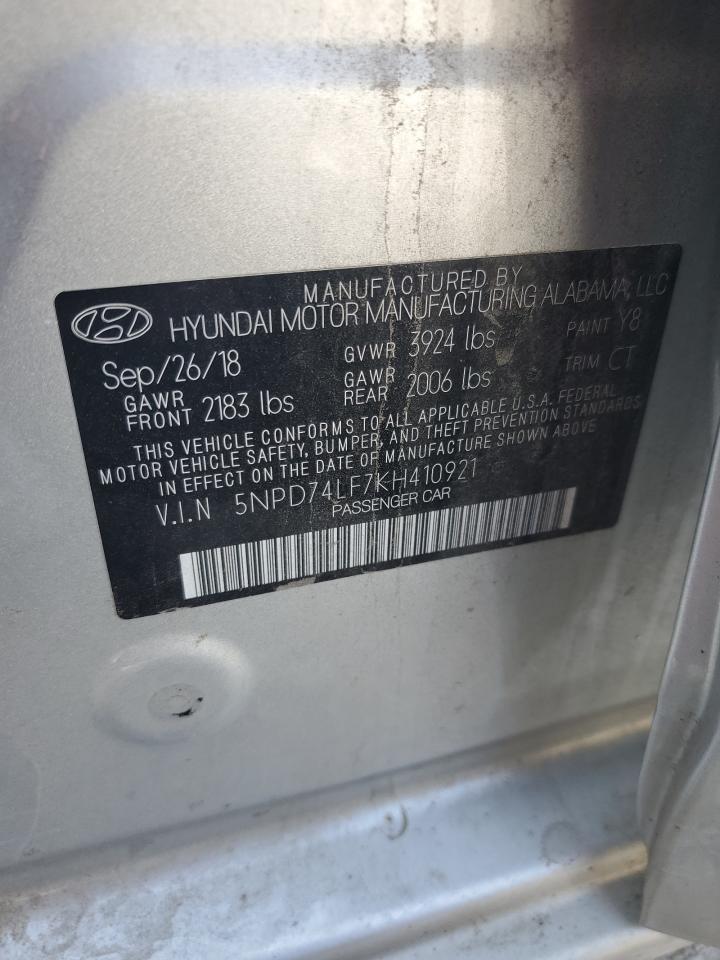 MANUFACTURED BY
HYUNDAI MOTOR MANUFACTURING ALABAMA, LLC
Sep/26/18 GVWR 3924 lbs PAINT Y8
GAWR FRONT 2183 lbs GAWR REAR 2006 lbs TRIM CT
THIS VEHICLE CONFORMS TO ALL APPLICABLE U.S.A. FEDERAL
MOTOR VEHICLE SAFETY, BUMPER, AND THEFT PREVENTION STANDARDS
IN EFFECT ON THE DATE OF MANUFACTURE SHOWN ABOVE
V.I.N 5NPD74LF7KH410921
PASSENGER CAR